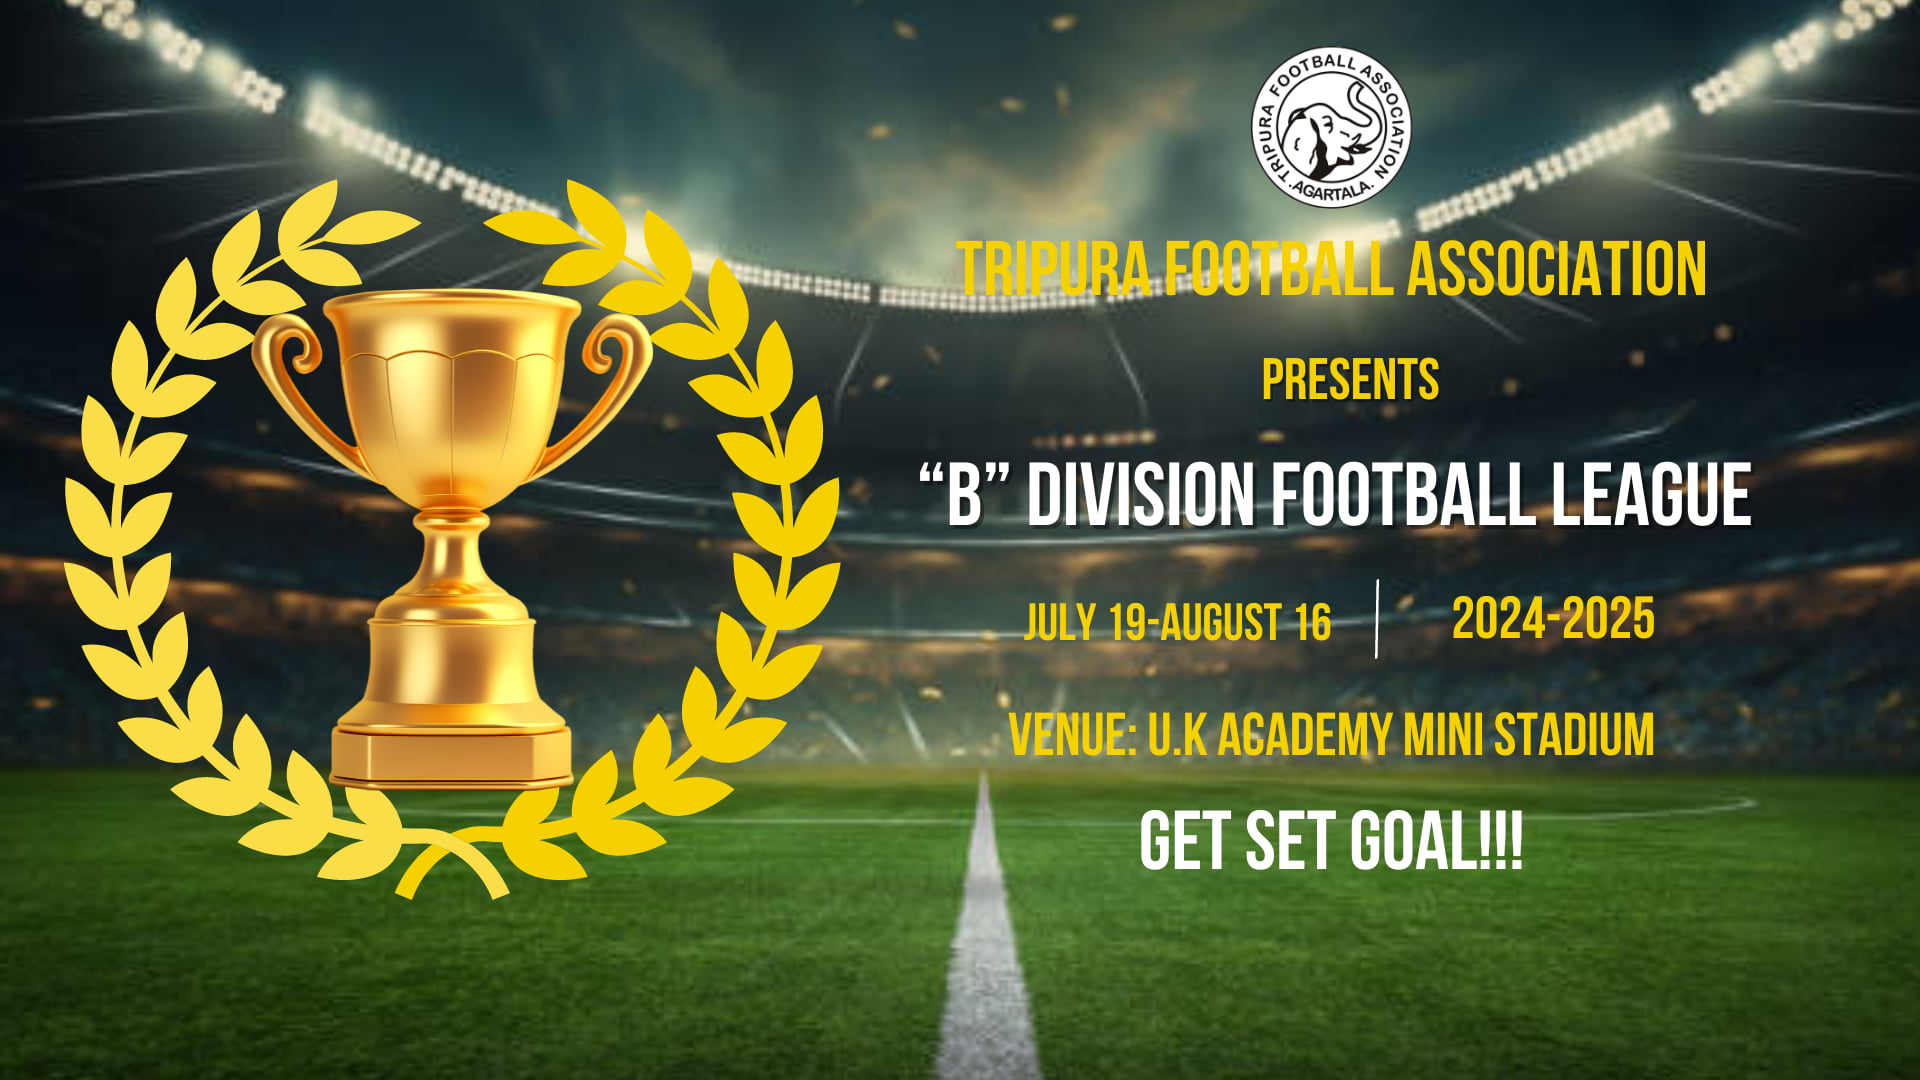 TRIPURA FOOTBALL ASSOCIATION
.AGARTALA.
TRIPURA FOOTBALL ASSOCIATION
PRESENTS
“B” DIVISION FOOTBALL LEAGUE
JULY 19-AUGUST 16
2024-2025
VENUE: U.K ACADEMY MINI STADIUM
GET SET GOAL!!!